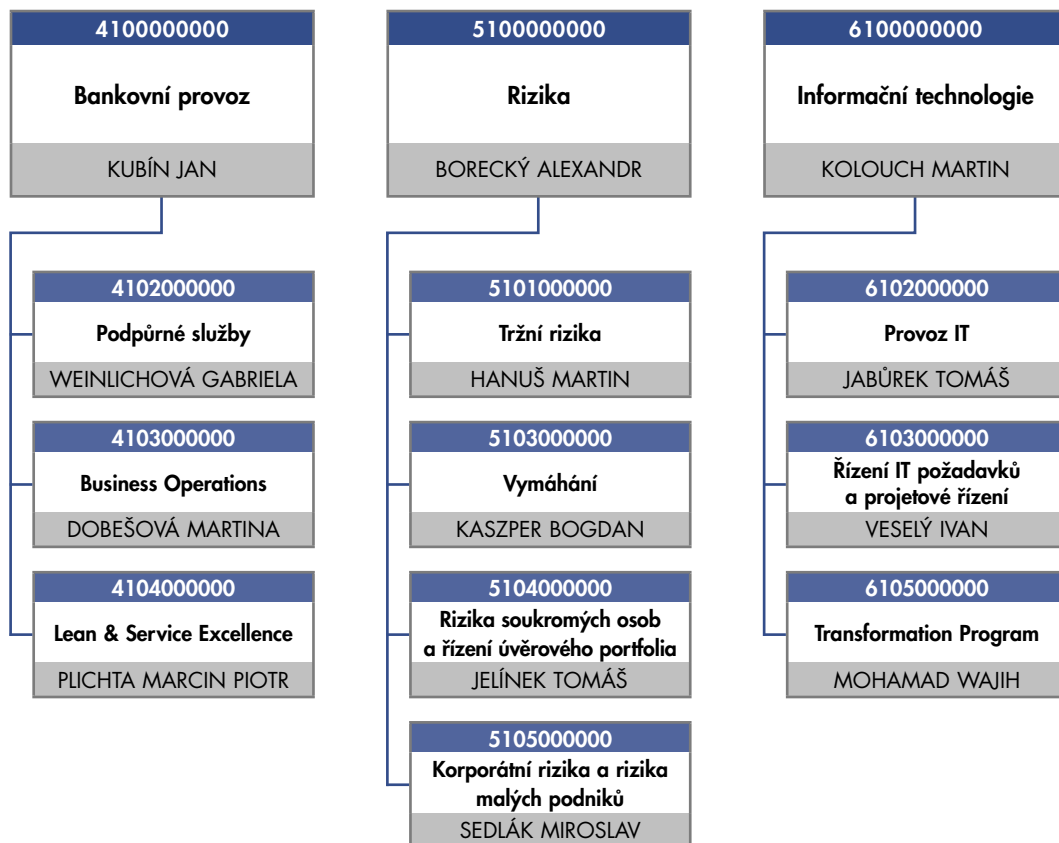 4100000000
Bankovní provoz
KUBÍN JAN
4102000000
Podpůrné služby
WEINLICHOVÁ GABRIELA
4103000000
Business Operations
DOBEŠOVÁ MARTINA
4104000000
Lean & Service Excellence
PLICHTA MARCIN PIOTR
5100000000
Rizika
BORECKÝ ALEXANDR
5101000000
Tržní rizika
HANUŠ MARTIN
5103000000
Vymáhání
KASZPER BOGDAN
5104000000
Rizika soukromých osob
a řízení úvěrového portfolia
JELÍNEK TOMÁŠ
5105000000
Korporátní rizika a rizika
malých podniků
SEDLÁK MIROSLAV
6100000000
Informační technologie
KOLOUCH MARTIN
6102000000
Provoz IT
JABŮREK TOMÁŠ
6103000000
Řízení IT požadavků
a projetové řízení
VESELÝ IVAN
6105000000
Transformation Program
MOHAMAD WAJIH